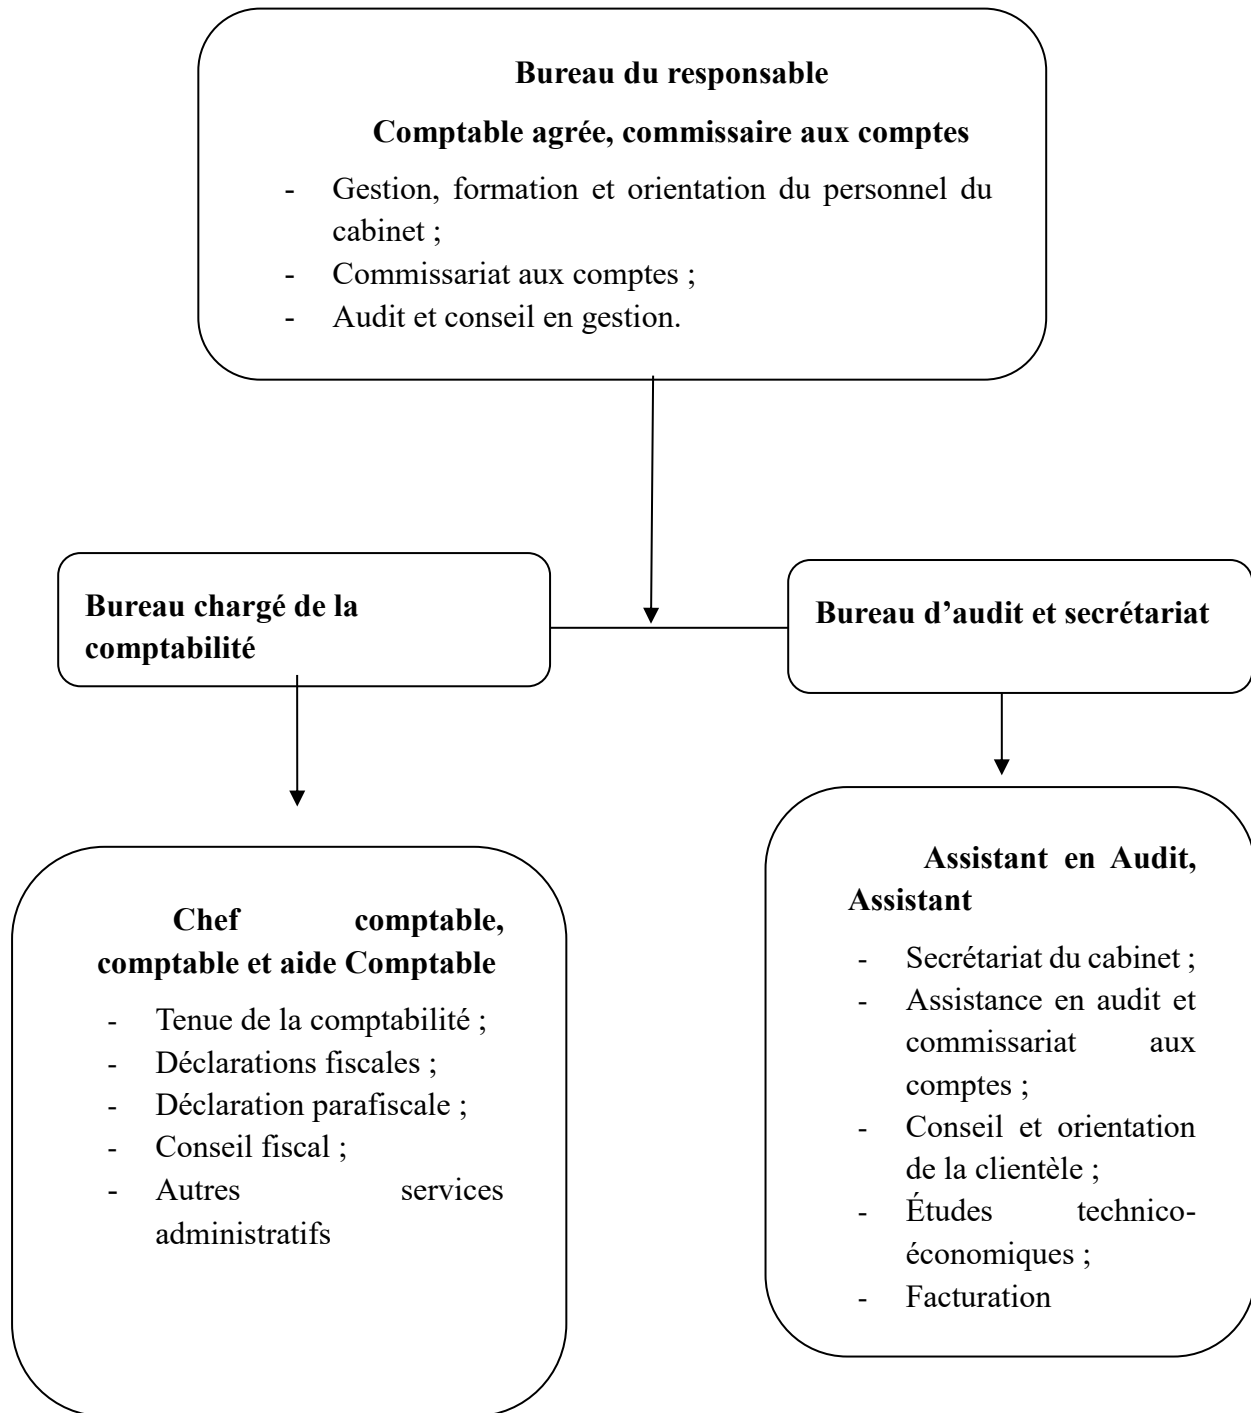 Bureau du responsable
Comptable agrée, commissaire aux comptes
- Gestion, formation et orientation du personnel du
cabinet ;
- Commissariat aux comptes ;
- Audit et conseil en gestion.
Bureau chargé de la
comptabilité
Bureau d’audit et secrétariat
Chef comptable,
comptable et aide Comptable
- Tenue de la comptabilité ;
- Déclarations fiscales ;
- Déclaration parafiscale ;
- Conseil fiscal ;
- Autres services
administratifs
Assistant en Audit,
Assistant
- Secrétariat du cabinet ;
- Assistance en audit et
commissariat aux
comptes ;
- Conseil et orientation
de la clientèle ;
- Études technico-
économiques ;
- Facturation